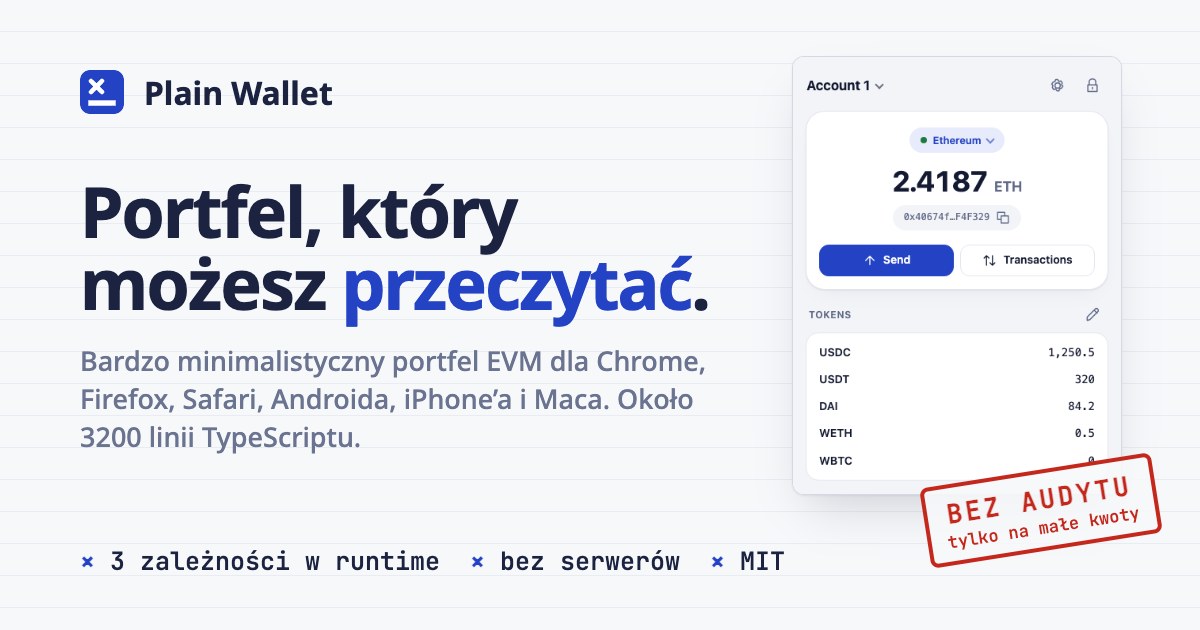 Plain Wallet
Portfel, który
możesz przeczytać.
Bardzo minimalistyczny portfel EVM dla Chrome,
Firefox, Safari, Androida, iPhone’a i Maca. Około
3200 linii TypeScriptu.
× 3 zależności w runtime × bez serwerów × MIT
Account 1
Ethereum
2.4187 ETH
0x40674f…F4F329
Send Transactions
TOKENS
USDC 1,250.5
USDT 320
DAI 84.2
WETH 0.5
WBTC 0
BEZ AUDYTU
tylko na małe kwoty